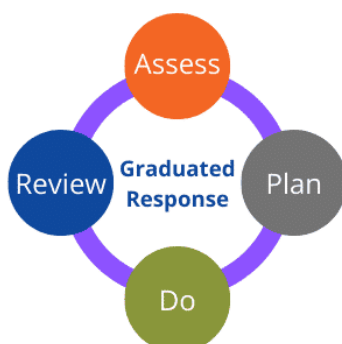 Assess
Review
Graduated
Response
Plan
Do